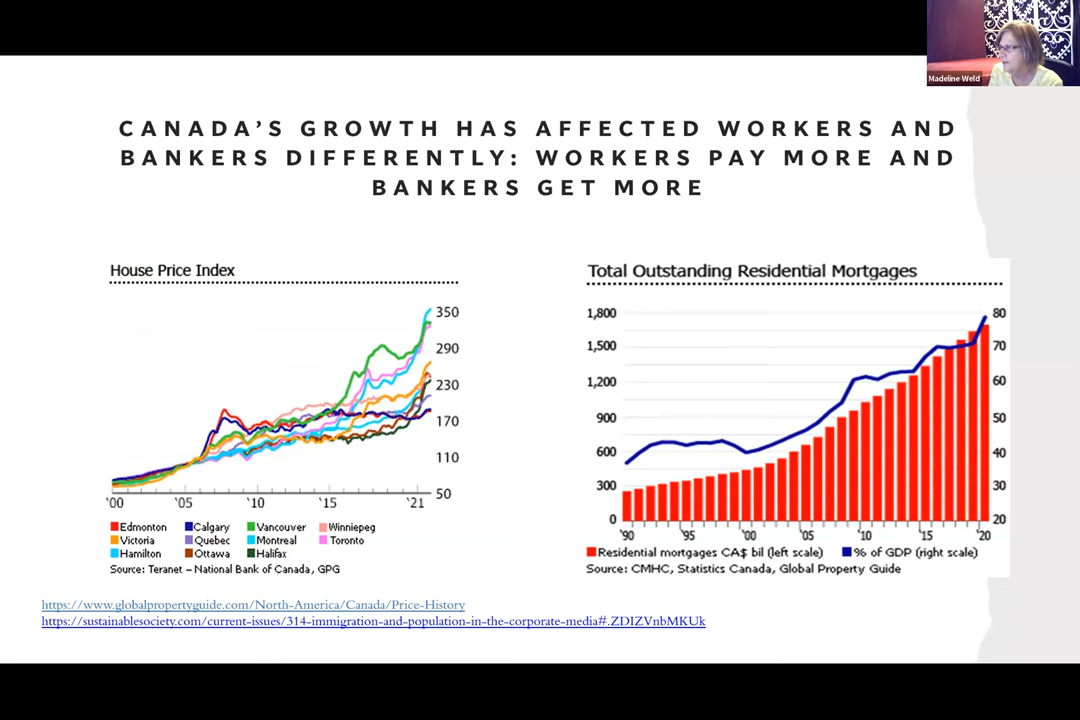 Madeline Weld
CANADA'S GROWTH HAS AFFECTED WORKERS AND
BANKERS DIFFERENTLY: WORKERS PAY MORE AND
BANKERS GET MORE
House Price Index
350
290
230
170
110
50
'00 '05 '10 '15 '21
Edmonton Calgary Vancouver Winniepeg
Victoria Quebec Montreal Toronto
Hamilton Ottawa Halifax
Source: Teranet – National Bank of Canada, GPG
Total Outstanding Residential Mortgages
1,800 80
1,500 70
1,200 60
900 50
600 40
300 30
0 20
'90 '95 '00 '05 '10 '15 '20
Residential mortgages CA$ bil (left scale) % of GDP (right scale)
Source: CMHC, Statistics Canada, Global Property Guide
https://www.globalpropertyguide.com/North-America/Canada/Price-History
https://sustainablesociety.com/current-issues/314-immigration-and-population-in-the-corporate-media#.ZDIZVnbMKUk